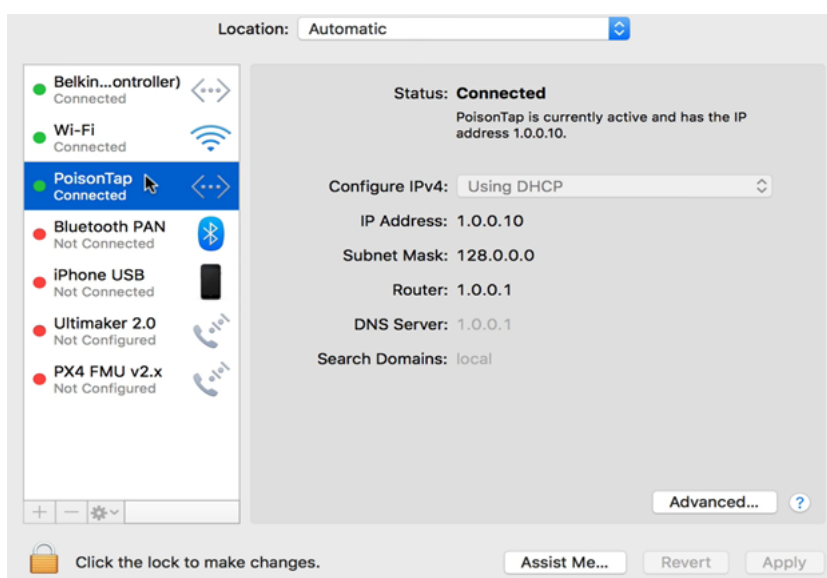 Location: Automatic
Belkin...ontroller)
Connected
Wi-Fi
Connected
PoisonTap
Connected
Bluetooth PAN
Not Connected
iPhone USB
Not Connected
Ultimaker 2.0
Not Configured
PX4 FMU v2.x
Not Configured
Status: Connected
PoisonTap is currently active and has the IP
address 1.0.0.10.
Configure IPv4: Using DHCP
IP Address: 1.0.0.10
Subnet Mask: 128.0.0.0
Router: 1.0.0.1
DNS Server: 1.0.0.1
Search Domains: local
Advanced... ?
Click the lock to make changes.
Assist Me... Revert Apply